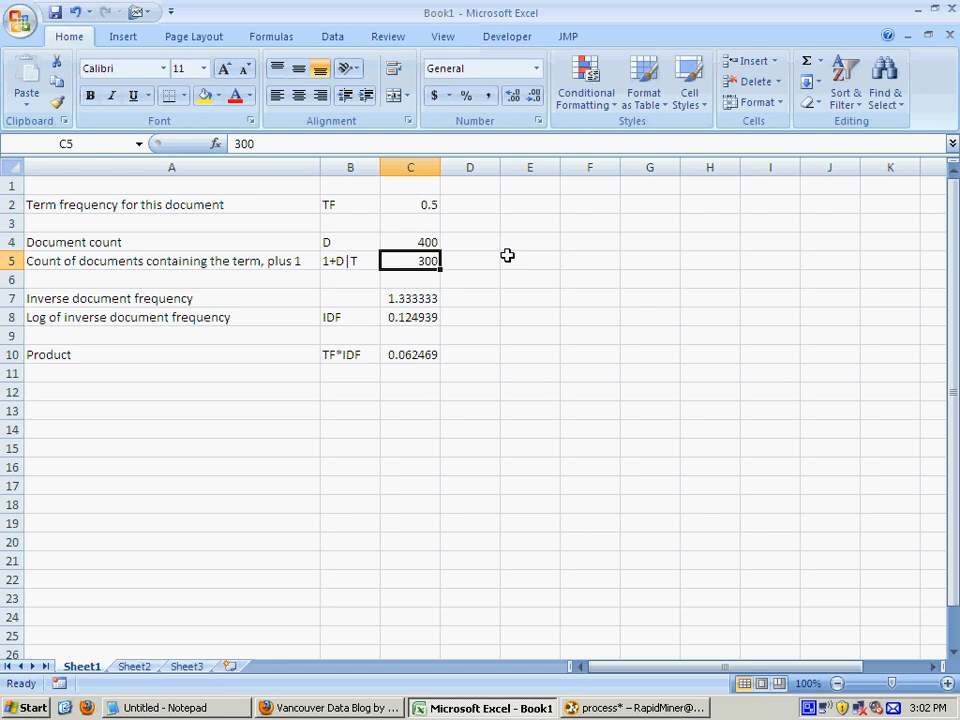 Book1 - Microsoft Excel
Home Insert Page Layout Formulas Data Review View Developer JMP
Paste
Clipboard
Calibri 11
B I U A
Font
Alignment
General
$ % ,
Number
Conditional Formatting
Format as Table
Cell Styles
Styles
Insert
Delete
Format
Cells
Σ
Sort & Filter
Find & Select
Editing
C5 fx 300
A B C D E F G H I J K
1
2 Term frequency for this document TF 0.5
3
4 Document count D 400
5 Count of documents containing the term, plus 1 1+D|T 300
6
7 Inverse document frequency 1.333333
8 Log of inverse document frequency IDF 0.124939
9
10 Product TF*IDF 0.062469
11
12
13
14
15
16
17
18
19
20
21
22
23
24
25
26
Sheet1 Sheet2 Sheet3
Ready 100%
Start Untitled - Notepad Vancouver Data Blog by ... Microsoft Excel - Book1 process* – RapidMiner@... 3:02 PM